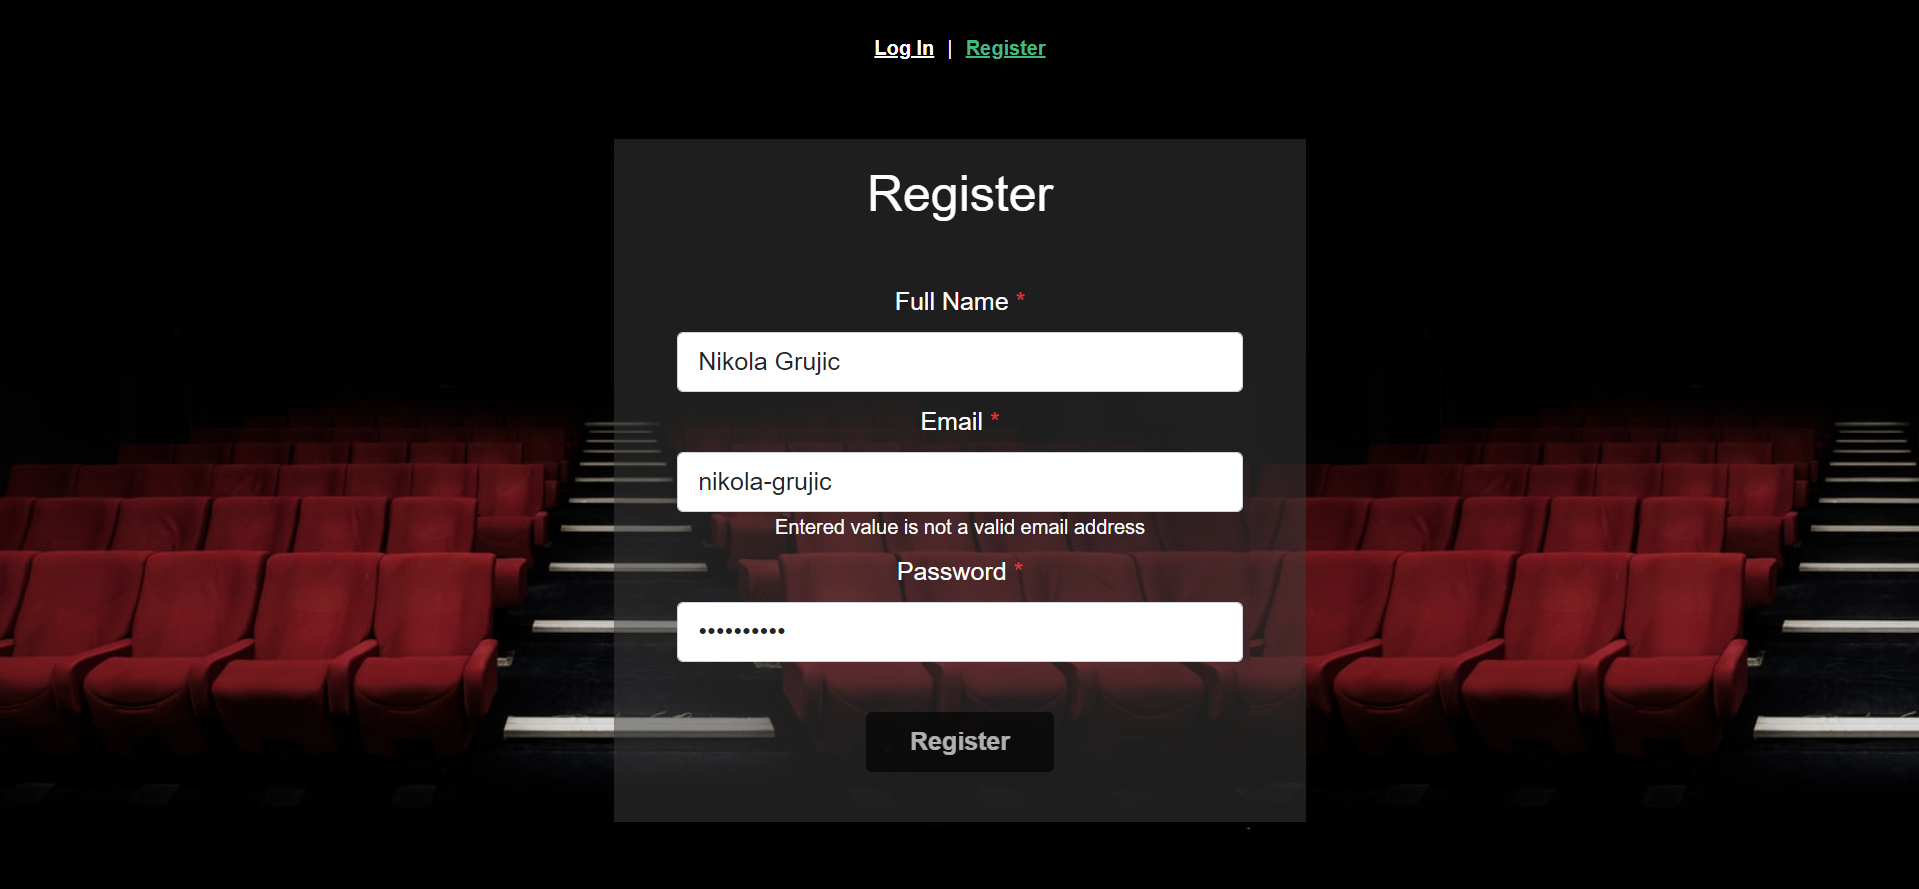 Log In | Register
Register
Full Name *
Nikola Grujic
Email *
nikola-grujic
Entered value is not a valid email address
Password *
••••••••••
Register